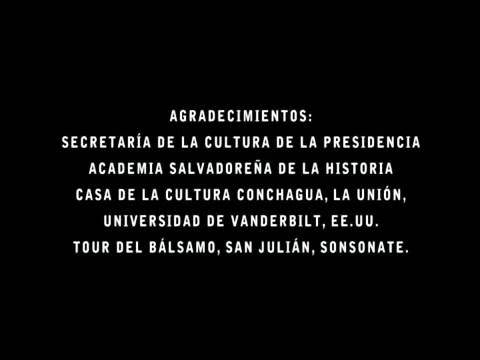 AGRADECIMIENTOS:
SECRETARÍA DE LA CULTURA DE LA PRESIDENCIA
ACADEMIA SALVADOREÑA DE LA HISTORIA
CASA DE LA CULTURA CONCHAGUA, LA UNIÓN,
UNIVERSIDAD DE VANDERBILT, EE.UU.
TOUR DEL BÁLSAMO, SAN JULIÁN, SONSONATE.